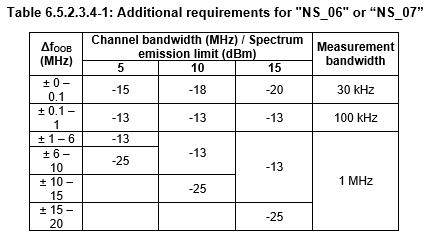 Table 6.5.2.3.4-1: Additional requirements for "NS_06" or “NS_07”
ΔfOOB (MHz) Channel bandwidth (MHz) / Spectrum emission limit (dBm) Measurement bandwidth
5 10 15
± 0 – 0.1 -15 -18 -20 30 kHz
± 0.1 – 1 -13 -13 -13 100 kHz
± 1 – 6 -13 -13 -13 1 MHz
± 6 – 10 -25
± 10 – 15 -25
± 15 – 20 -25